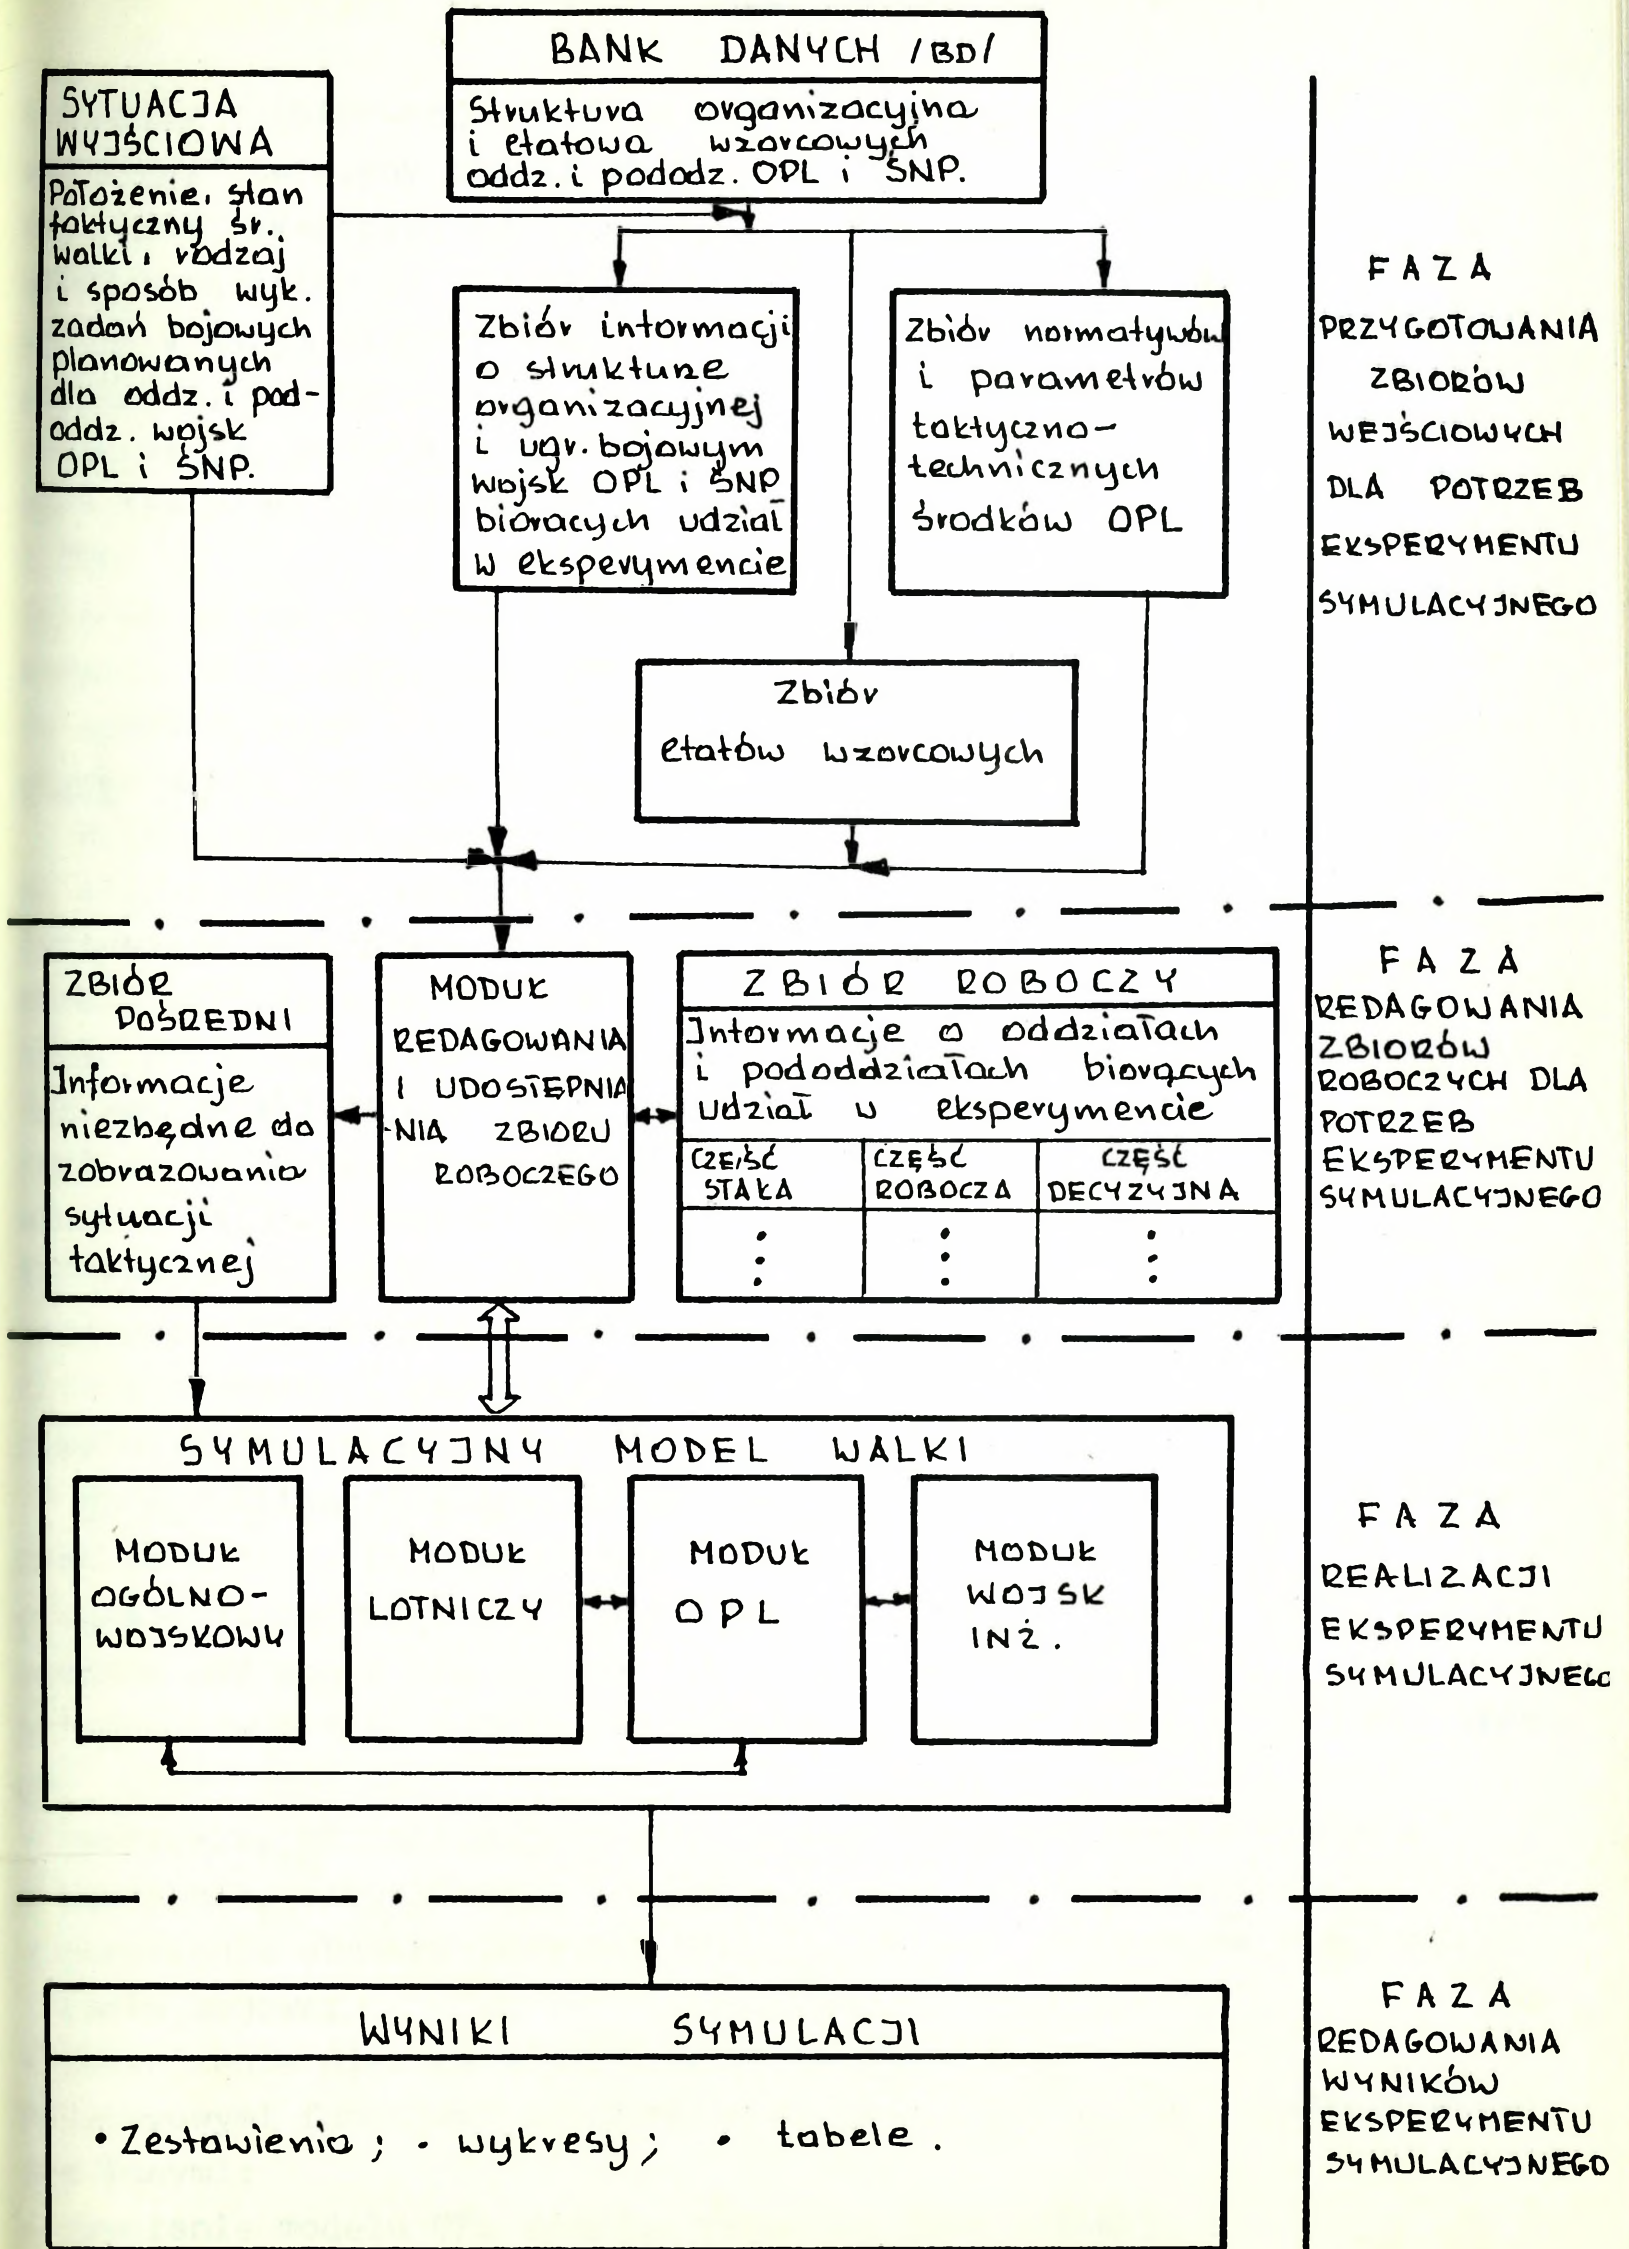 BANK DANYCH /BD/
Struktura organizacyjna
i etatowa wzorcowych
oddz. i pododz. OPL i ŚNP.
SYTUACJA
WYJŚCIOWA
Położenie, stan
faktyczny śr.
walki, rodzaj
i sposób wyk.
zadań bojowych
planowanych
dla oddz. i pod-
oddz. wojsk
OPL i ŚNP.
Zbiór informacji
o strukturze
organizacyjnej
i ugr. bojowym
wojsk OPL i ŚNP
bioracych udział
w eksperymencie
Zbiór normatywów
i parametrów
taktyczno-
technicznych
środków OPL
Zbiór
etatów wzorcowych
FAZA
PRZYGOTOWANIA
ZBIORÓW
WEJŚCIOWYCH
DLA POTRZEB
EKSPERYMENTU
SYMULACYJNEGO
ZBIÓR
POŚREDNI
Informacje
niezbędne do
zobrazowania
sytuacji
taktycznej
MODUŁ
REDAGOWANIA
I UDOSTĘPNIA
-NIA ZBIORU
ROBOCZEGO
ZBIÓR ROBOCZY
Informacje o oddziałach
i pododdziałach biorących
udział w eksperymencie
CZĘŚĆ
STAŁA
CZĘŚĆ
ROBOCZA
CZĘŚĆ
DECYZYJNA
FAZA
REDAGOWANIA
ZBIORÓW
ROBOCZYCH DLA
POTRZEB
EKSPERYMENTU
SYMULACYJNEGO
SYMULACYJNY MODEL WALKI
MODUŁ
OGÓLNO-
WOJSKOWY
MODUŁ
LOTNICZY
MODUŁ
OPL
MODUŁ
WOJSK
INŻ.
FAZA
REALIZACJI
EKSPERYMENTU
SYMULACYJNEGO
WYNIKI SYMULACJI
• Zestawienia; • wykresy; • tabele.
FAZA
REDAGOWANIA
WYNIKÓW
EKSPERYMENTU
SYMULACYJNEGO